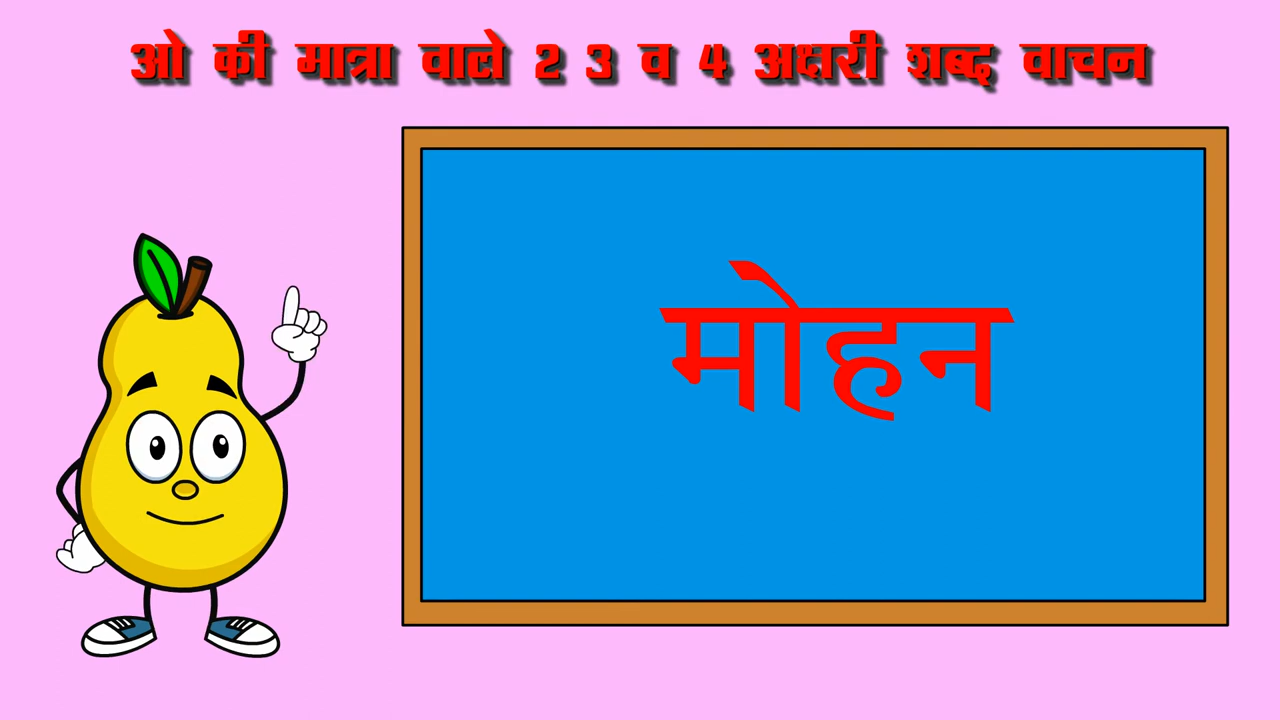 ओ की मात्रा वाले 2 3 व 4 अक्षरी शब्द वाचन
मोहन